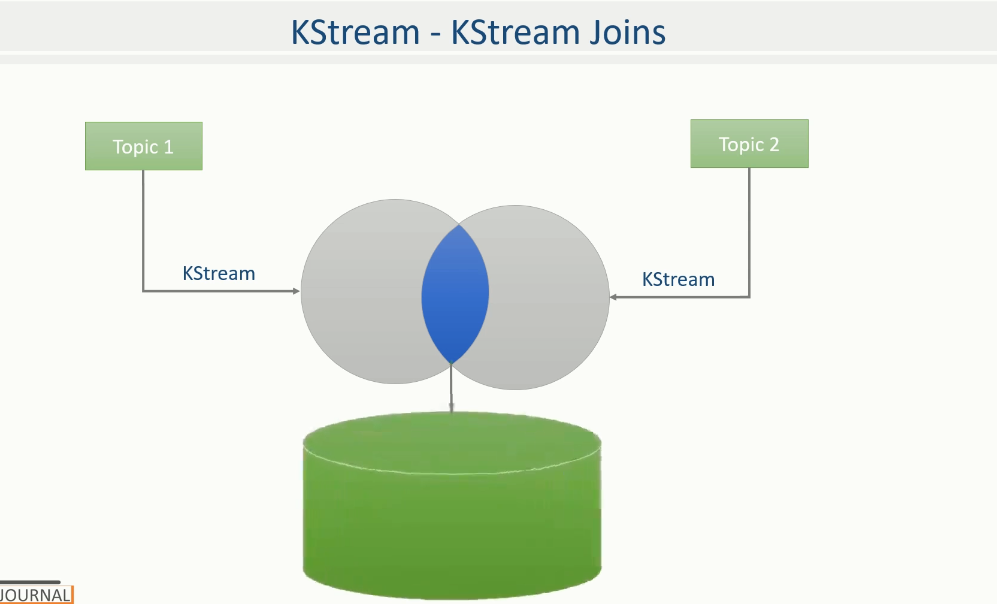 KStream - KStream Joins
Topic 1
Topic 2
KStream
KStream
JOURNAL